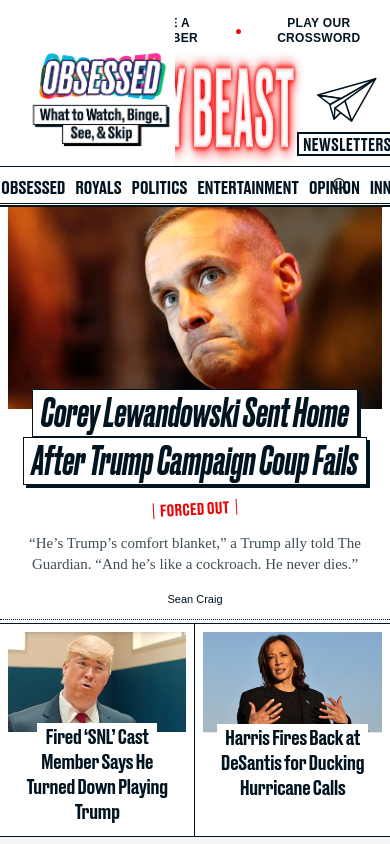 E A
BER
PLAY OUR
CROSSWORD
OBSESSED
What to Watch, Binge,
See, & Skip
Y BEAST
NEWSLETTERS
OBSESSED ROYALS POLITICS ENTERTAINMENT OPINION INN
Corey Lewandowski Sent Home
After Trump Campaign Coup Fails
FORCED OUT
“He’s Trump’s comfort blanket,” a Trump ally told The
Guardian. “And he’s like a cockroach. He never dies.”
Sean Craig
Fired ‘SNL’ Cast
Member Says He
Turned Down Playing
Trump
Harris Fires Back at
DeSantis for Ducking
Hurricane Calls